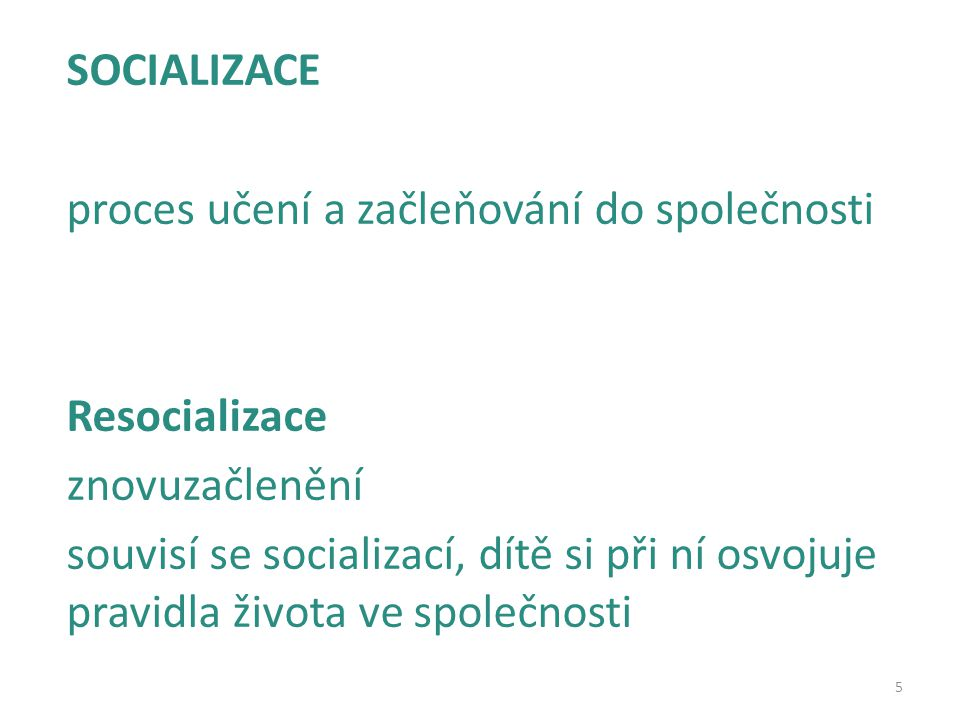 SOCIALIZACE
proces učení a začleňování do společnosti
Resocializace
znovuzačlenění
souvisí se socializací, dítě si při ní osvojuje
pravidla života ve společnosti
5